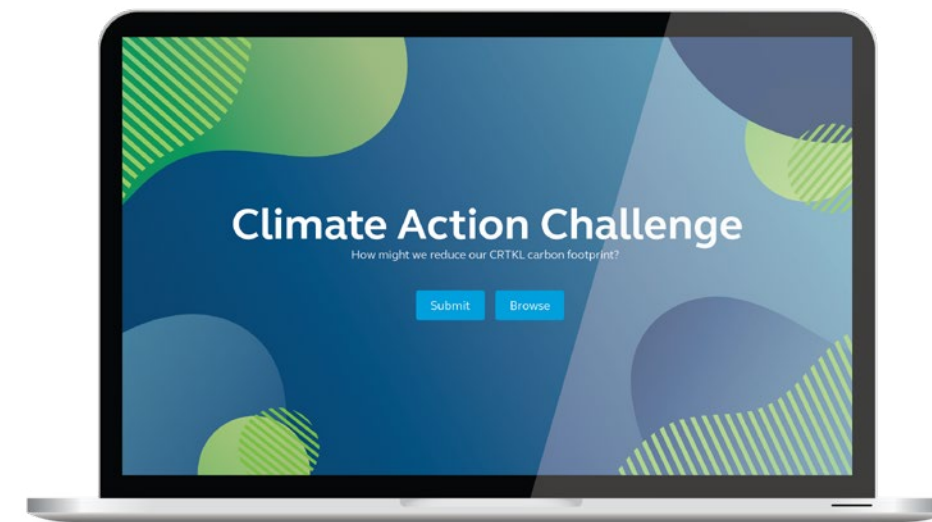 Climate Action Challenge
How might we reduce our CRTKL carbon footprint?
Submit
Browse